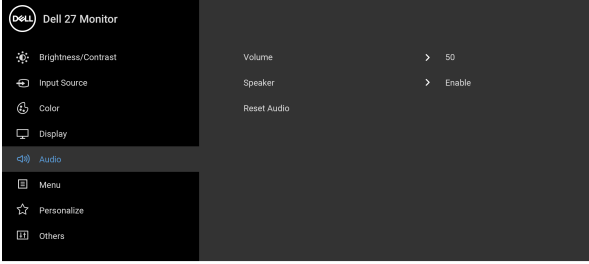 DELL Dell 27 Monitor
Brightness/Contrast
Volume 50
Input Source
Speaker Enable
Color
Reset Audio
Display
Audio
Menu
Personalize
Others